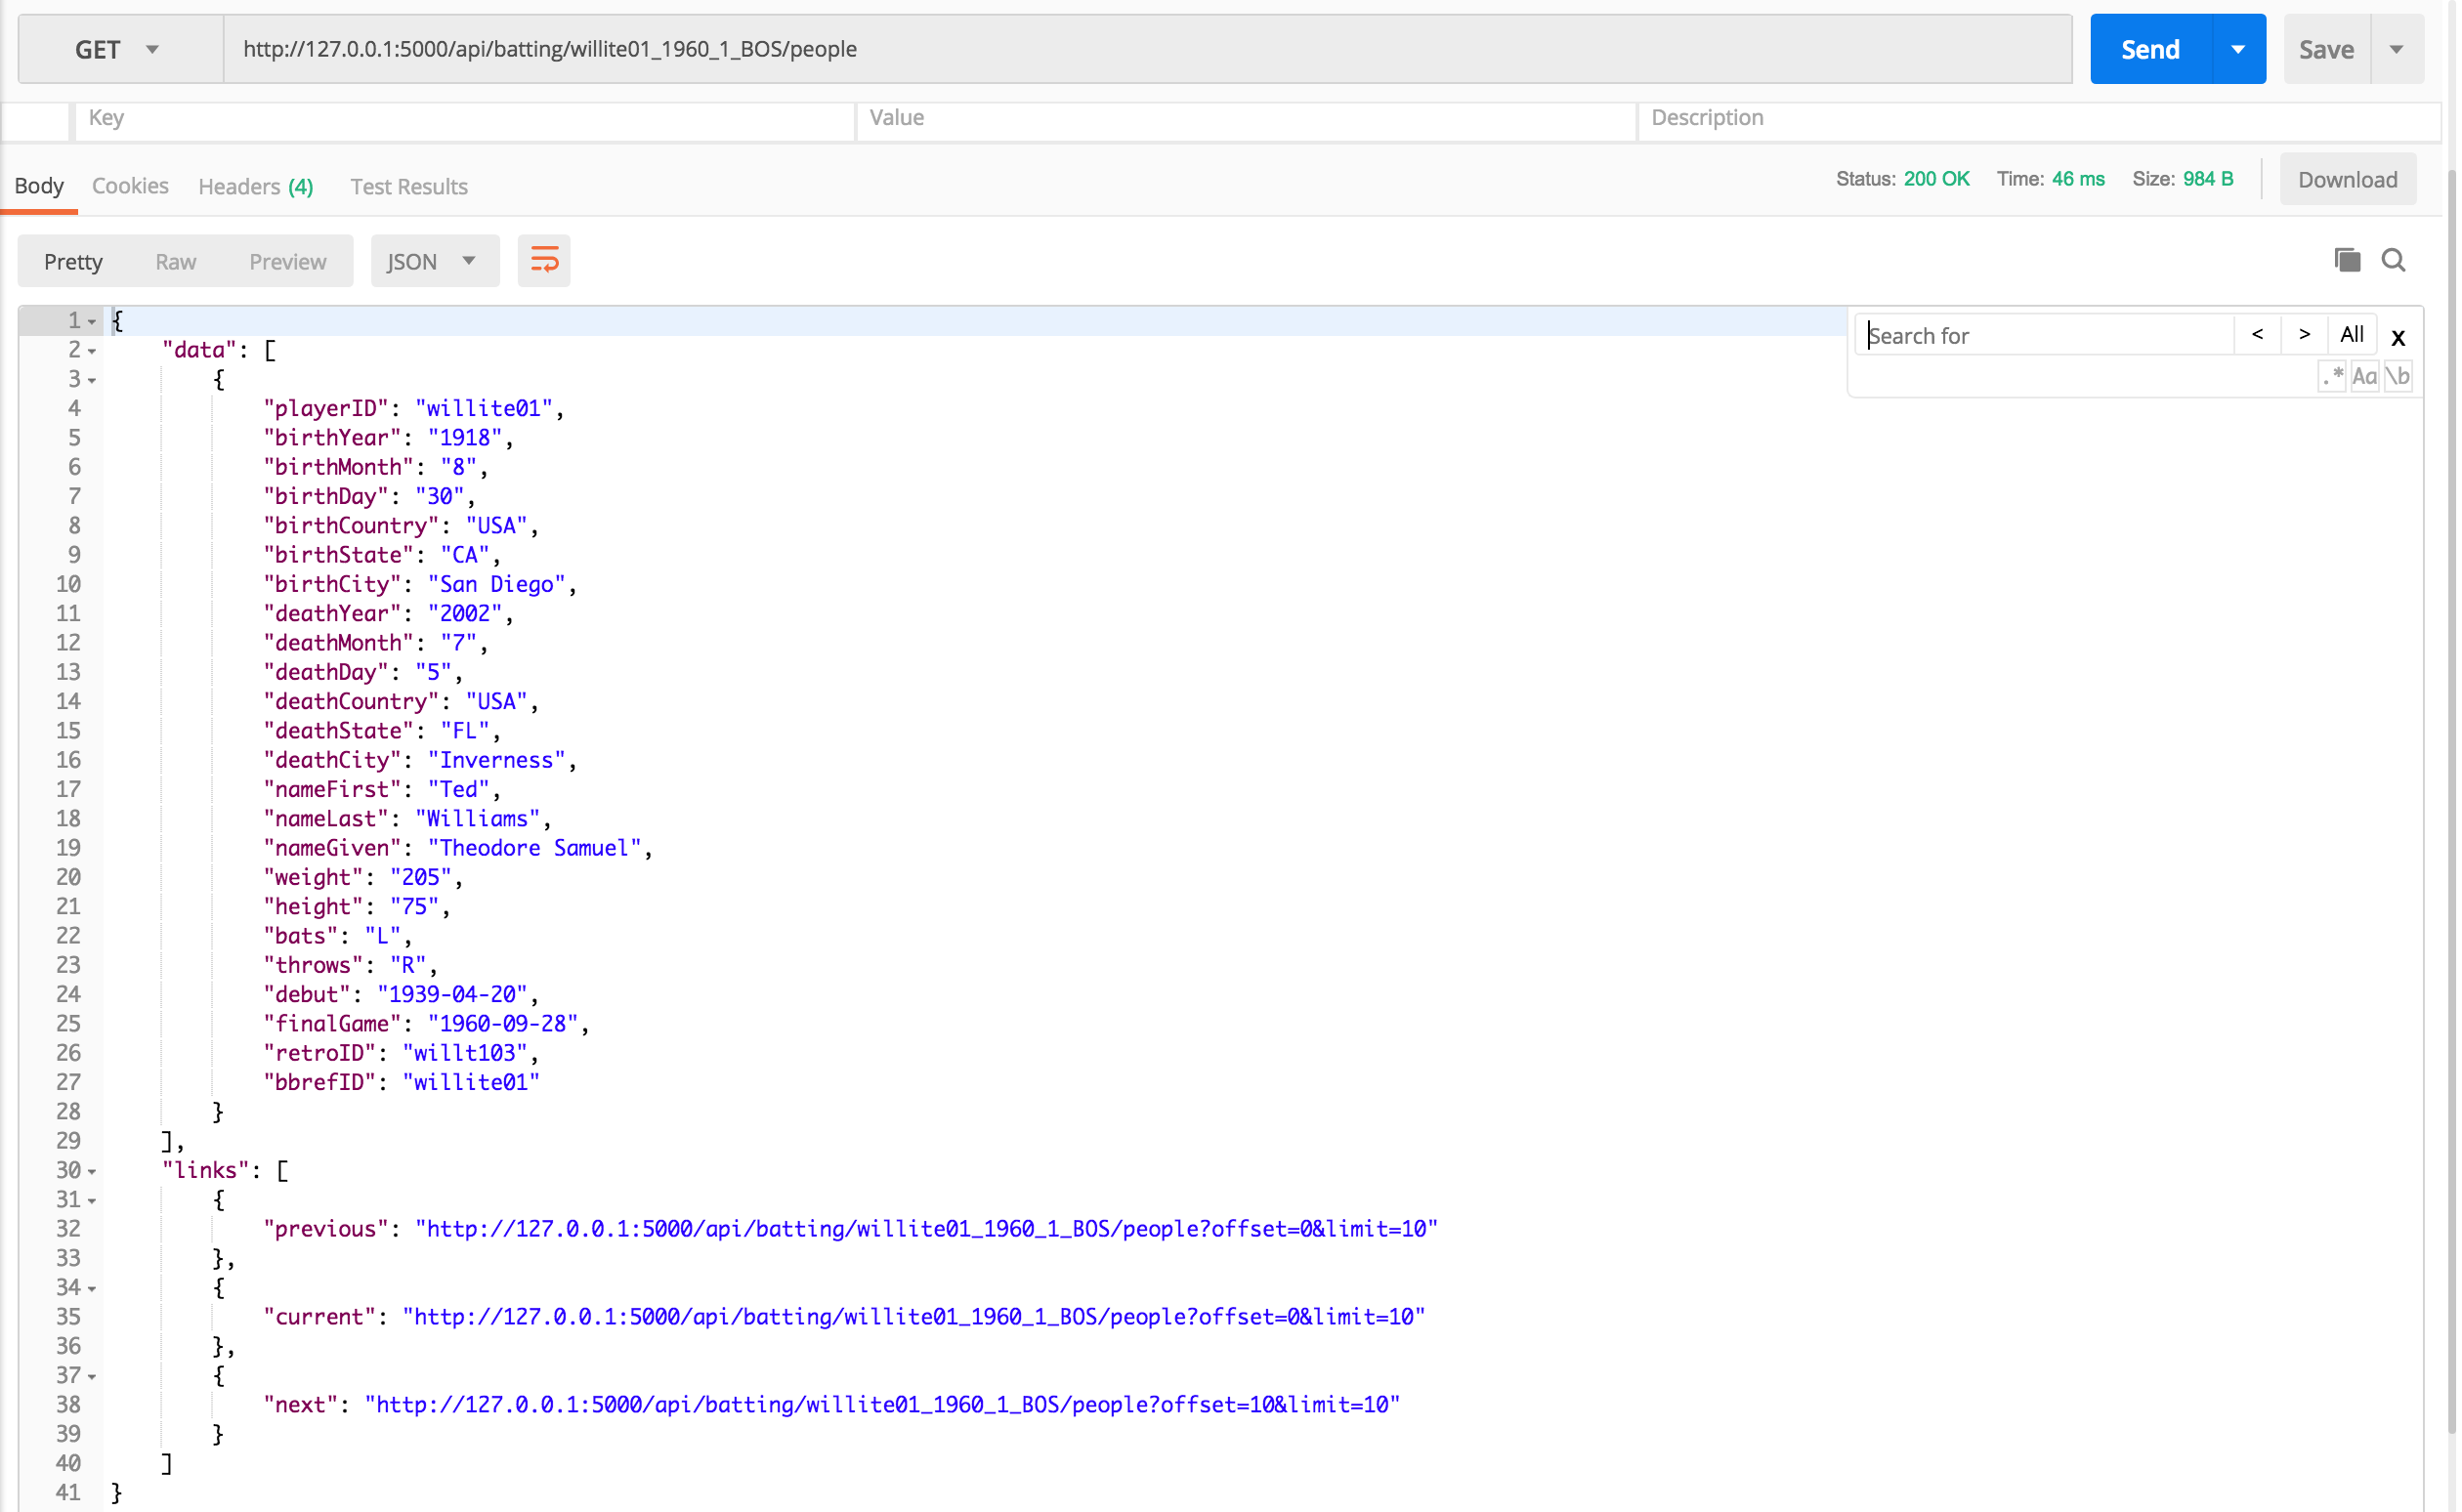 GET http://127.0.0.1:5000/api/batting/willite01_1960_1_BOS/people Send Save
Key Value Description
Body Cookies Headers (4) Test Results Status: 200 OK Time: 46 ms Size: 984 B Download
Pretty Raw Preview JSON
Search for < > All x
.* Aa \b
1 {
2 "data": [
3 {
4 "playerID": "willite01",
5 "birthYear": "1918",
6 "birthMonth": "8",
7 "birthDay": "30",
8 "birthCountry": "USA",
9 "birthState": "CA",
10 "birthCity": "San Diego",
11 "deathYear": "2002",
12 "deathMonth": "7",
13 "deathDay": "5",
14 "deathCountry": "USA",
15 "deathState": "FL",
16 "deathCity": "Inverness",
17 "nameFirst": "Ted",
18 "nameLast": "Williams",
19 "nameGiven": "Theodore Samuel",
20 "weight": "205",
21 "height": "75",
22 "bats": "L",
23 "throws": "R",
24 "debut": "1939-04-20",
25 "finalGame": "1960-09-28",
26 "retroID": "willt103",
27 "bbrefID": "willite01"
28 }
29 ],
30 "links": [
31 {
32 "previous": "http://127.0.0.1:5000/api/batting/willite01_1960_1_BOS/people?offset=0&limit=10"
33 },
34 {
35 "current": "http://127.0.0.1:5000/api/batting/willite01_1960_1_BOS/people?offset=0&limit=10"
36 },
37 {
38 "next": "http://127.0.0.1:5000/api/batting/willite01_1960_1_BOS/people?offset=10&limit=10"
39 }
40 ]
41 }